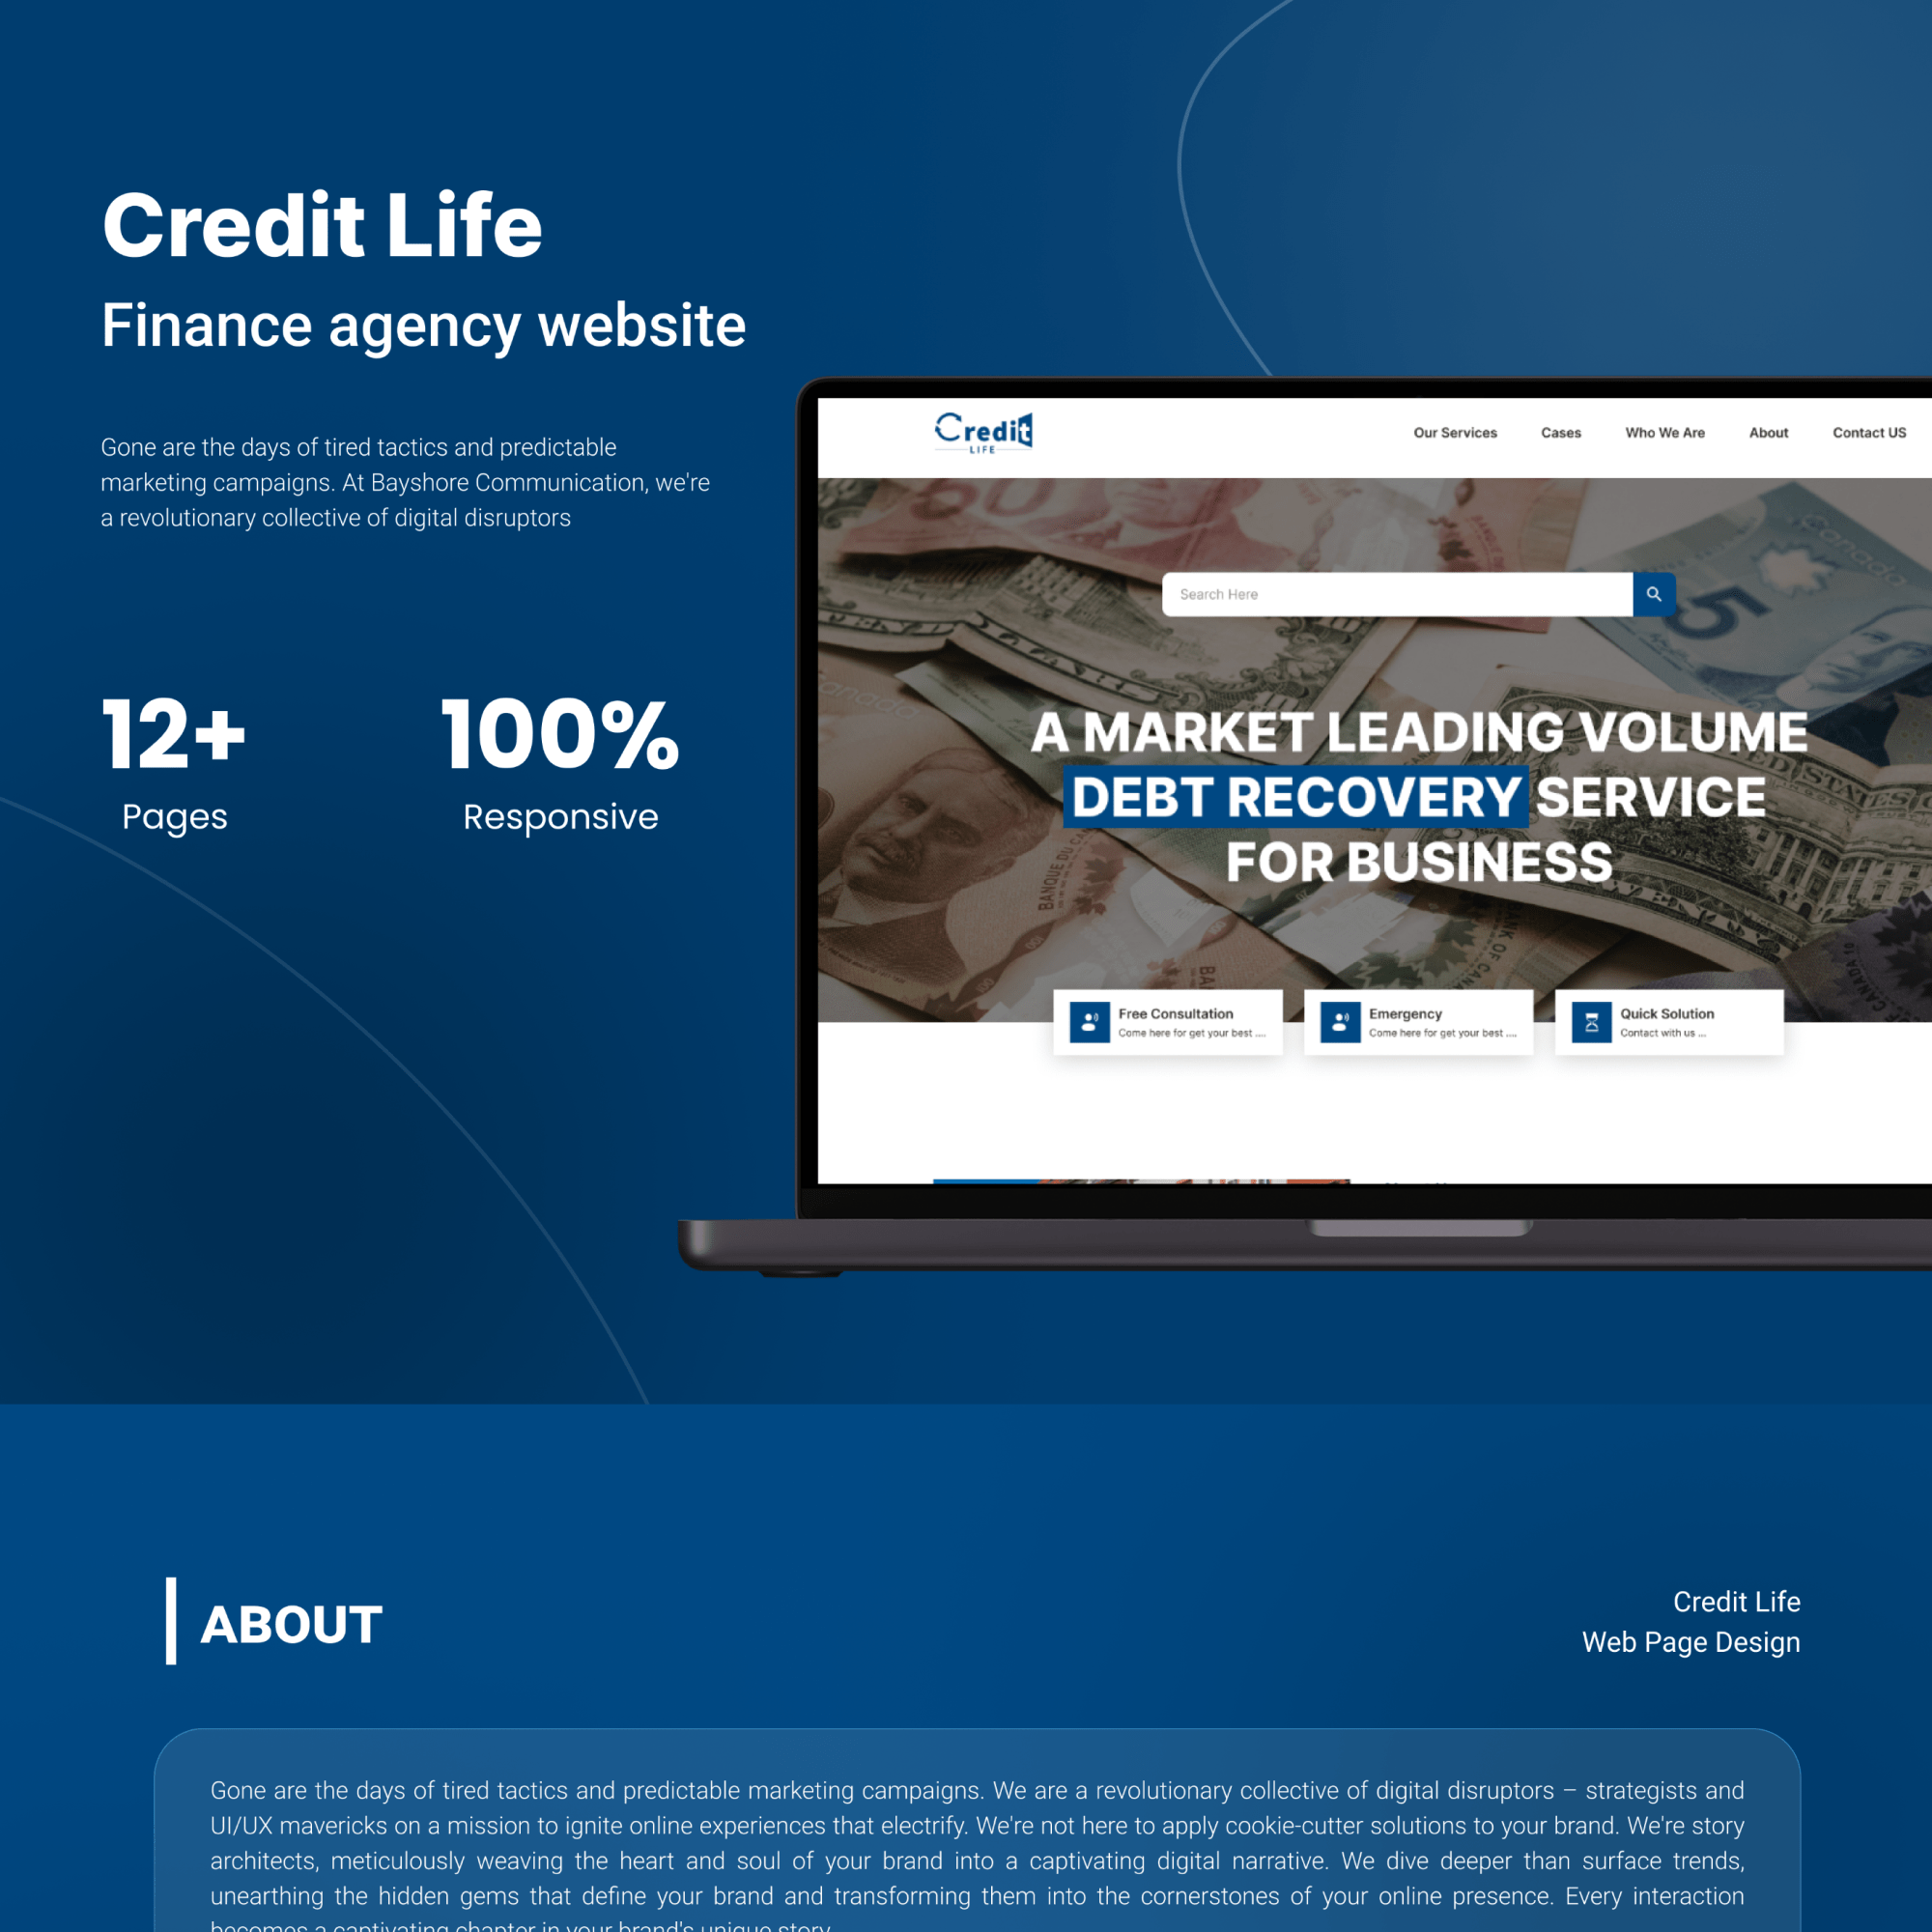 Credit Life
Finance agency website
Gone are the days of tired tactics and predictable
marketing campaigns. At Bayshore Communication, we're
a revolutionary collective of digital disruptors
12+
Pages
100%
Responsive
Credit
LIFE
Our Services
Cases
Who We Are
About
Contact US
Search Here
A MARKET LEADING VOLUME
DEBT RECOVERY SERVICE
FOR BUSINESS
Free Consultation
Come here for get your best ....
Emergency
Come here for get your best ....
Quick Solution
Contact with us ...
ABOUT
Credit Life
Web Page Design
Gone are the days of tired tactics and predictable marketing campaigns. We are a revolutionary collective of digital disruptors – strategists and
UI/UX mavericks on a mission to ignite online experiences that electrify. We're not here to apply cookie-cutter solutions to your brand. We're story
architects, meticulously weaving the heart and soul of your brand into a captivating digital narrative. We dive deeper than surface trends,
unearthing the hidden gems that define your brand and transforming them into the cornerstones of your online presence. Every interaction
becomes a captivating chapter in your brand's unique story.